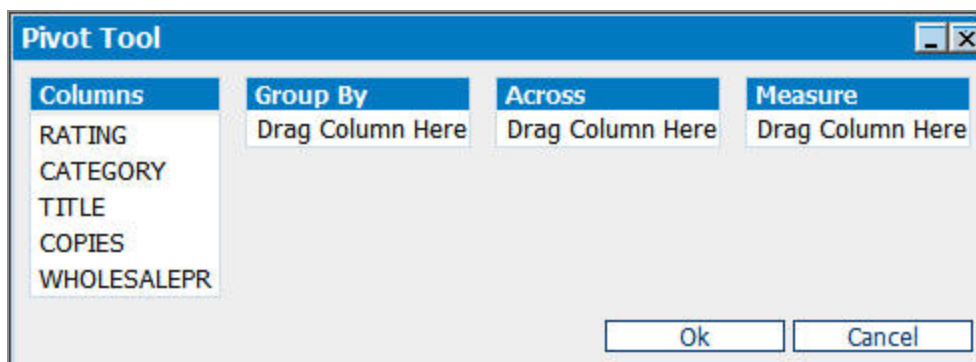 Pivot Tool
Columns Group By Across Measure
RATING Drag Column Here Drag Column Here Drag Column Here
CATEGORY
TITLE
COPIES
WHOLESALEPR
Ok Cancel